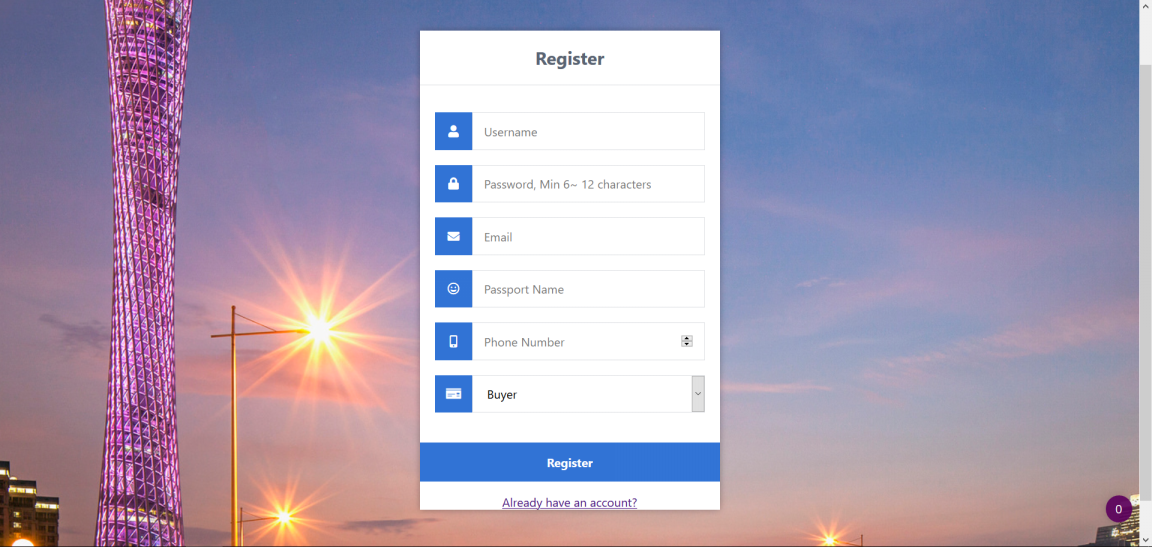 Register
Username
Password, Min 6~ 12 characters
Email
Passport Name
Phone Number
Buyer
Register
Already have an account?
0